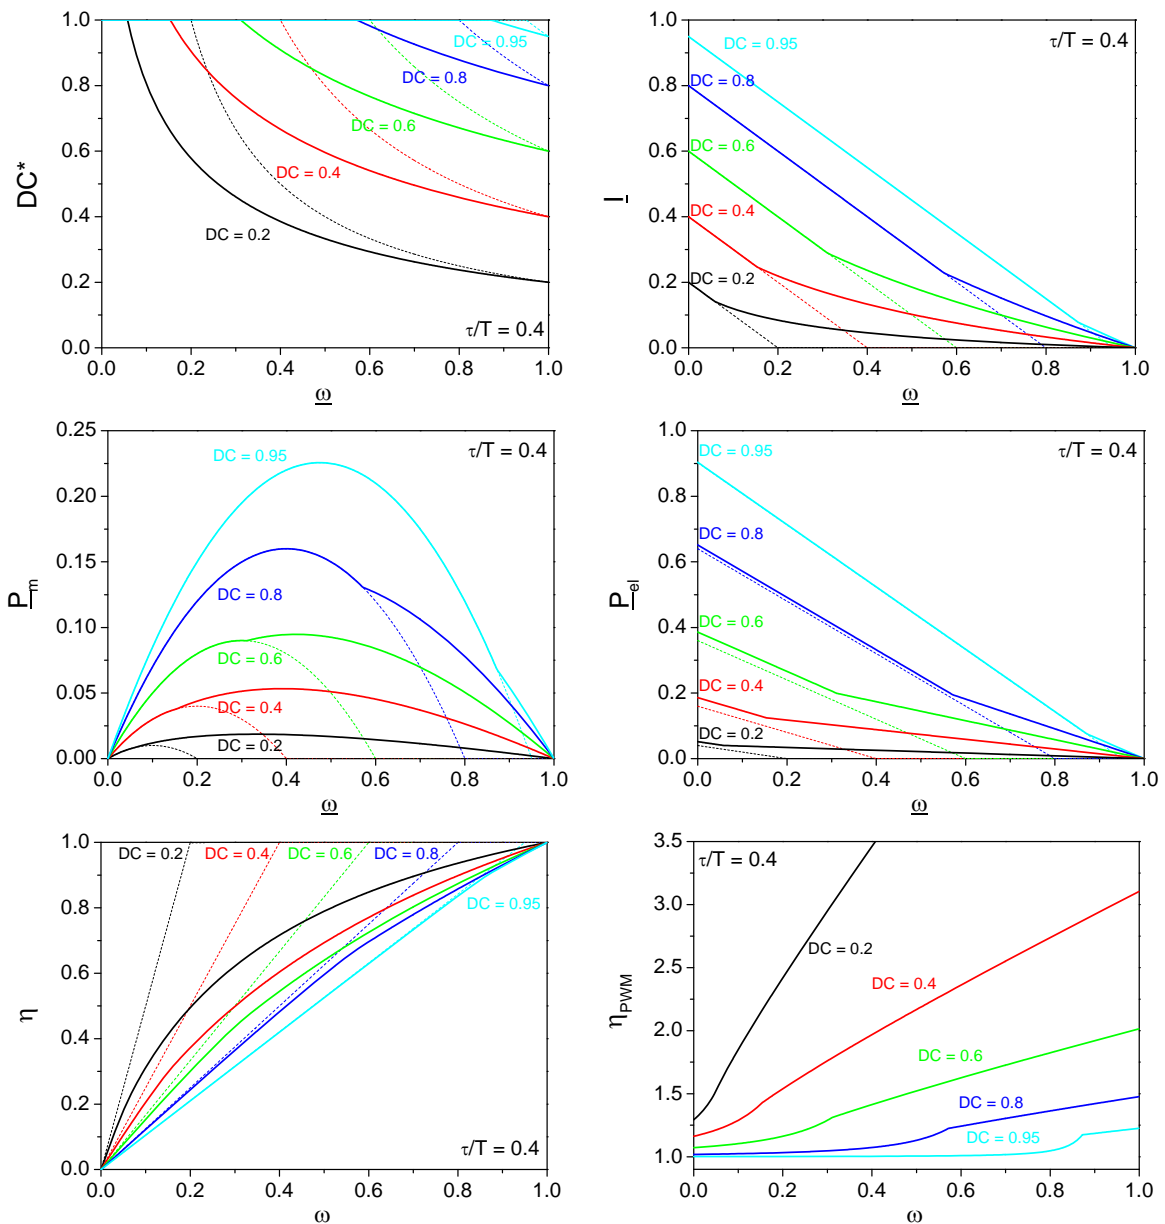 DC*
1.0
0.8
0.6
0.4
0.2
0.0
DC = 0.95
DC = 0.8
DC = 0.6
DC = 0.4
DC = 0.2
τ/T = 0.4
0.0 0.2 0.4 0.6 0.8 1.0
ω
I
1.0
0.8
0.6
0.4
0.2
0.0
τ/T = 0.4
DC = 0.95
DC = 0.8
DC = 0.6
DC = 0.4
DC = 0.2
0.0 0.2 0.4 0.6 0.8 1.0
ω
P_m
0.25
0.20
0.15
0.10
0.05
0.00
τ/T = 0.4
DC = 0.95
DC = 0.8
DC = 0.6
DC = 0.4
DC = 0.2
0.0 0.2 0.4 0.6 0.8 1.0
ω
P_el
1.0
0.8
0.6
0.4
0.2
0.0
τ/T = 0.4
DC = 0.95
DC = 0.8
DC = 0.6
DC = 0.4
DC = 0.2
0.0 0.2 0.4 0.6 0.8 1.0
ω
η
1.0
0.8
0.6
0.4
0.2
0.0
DC = 0.2 DC = 0.4 DC = 0.6 DC = 0.8
DC = 0.95
τ/T = 0.4
0.0 0.2 0.4 0.6 0.8 1.0
ω
ηPWM
3.5
3.0
2.5
2.0
1.5
1.0
τ/T = 0.4
DC = 0.2
DC = 0.4
DC = 0.6
DC = 0.8
DC = 0.95
0.0 0.2 0.4 0.6 0.8 1.0
ω